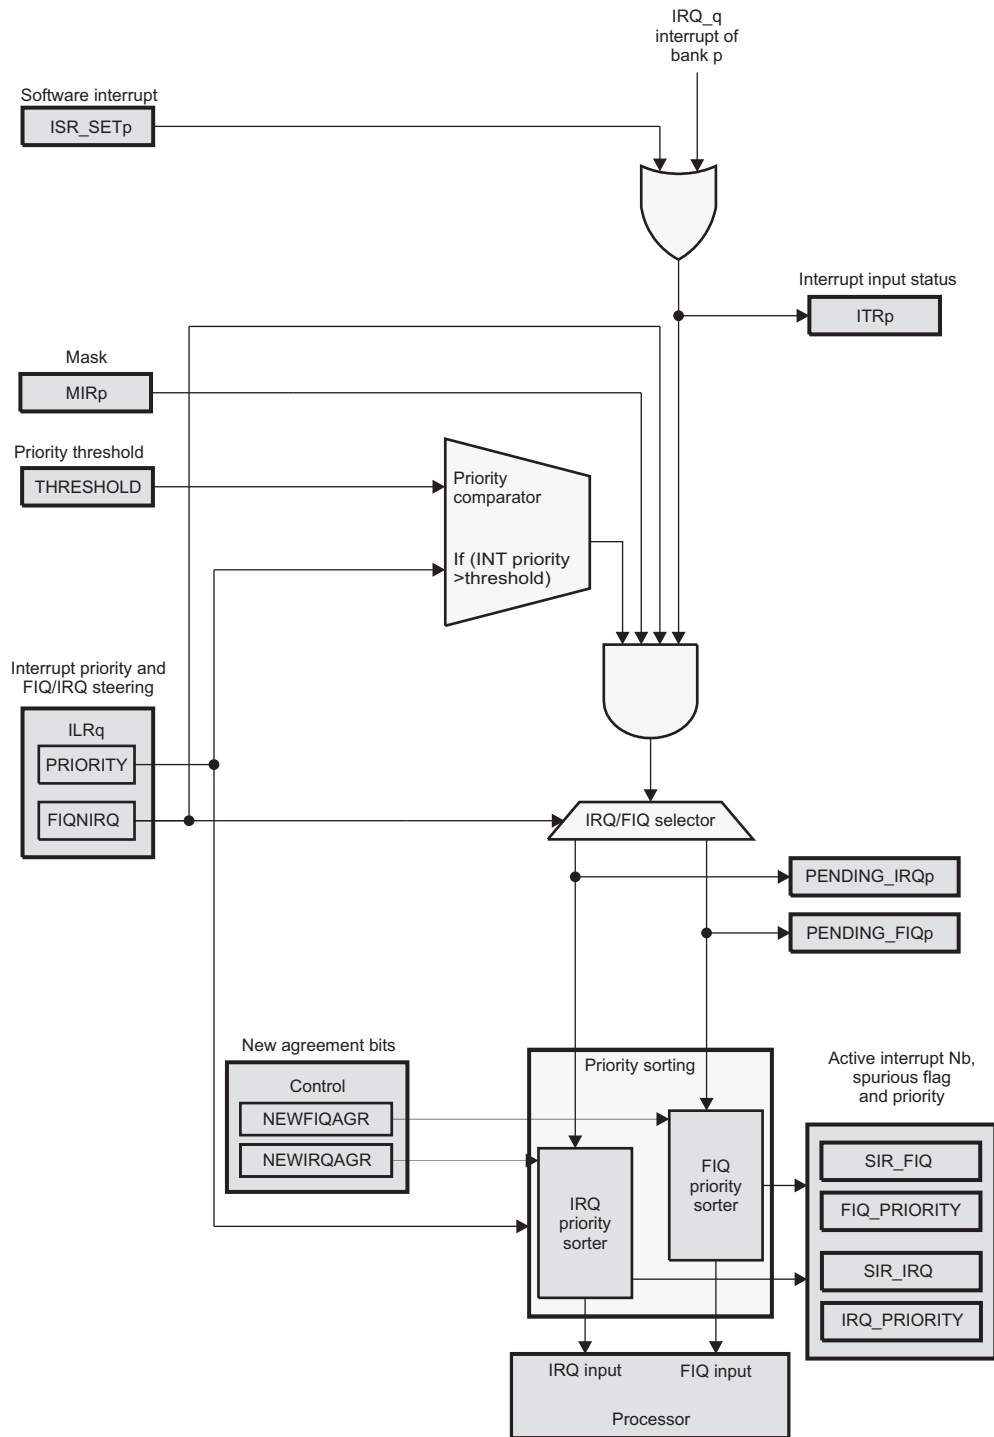 IRQ_q
interrupt of
bank p
Software interrupt
ISR_SETp
Interrupt input status
ITRp
Mask
MIRp
Priority threshold
THRESHOLD
Priority
comparator
If (INT priority
>threshold)
Interrupt priority and
FIQ/IRQ steering
ILRq
PRIORITY
FIQNIRQ
IRQ/FIQ selector
PENDING_IRQp
PENDING_FIQp
New agreement bits
Control
NEWFIQAGR
NEWIRQAGR
Priority sorting
IRQ
priority
sorter
FIQ
priority
sorter
Active interrupt Nb,
spurious flag
and priority
SIR_FIQ
FIQ_PRIORITY
SIR_IRQ
IRQ_PRIORITY
IRQ input
FIQ input
Processor